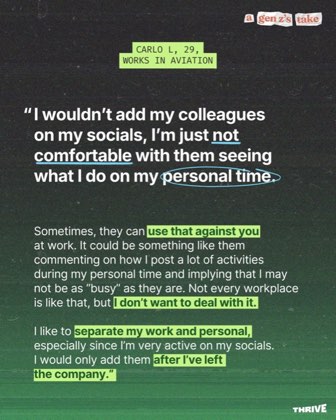 a gen z's take
CARLO L, 29,
WORKS IN AVIATION
“I wouldn’t add my colleagues
on my socials, I’m just not
comfortable with them seeing
what I do on my personal time.
Sometimes, they can use that against you
at work. It could be something like them
commenting on how I post a lot of activities
during my personal time and implying that I may
not be as “busy” as they are. Not every workplace
is like that, but I don’t want to deal with it.
I like to separate my work and personal,
especially since I’m very active on my socials.
I would only add them after I’ve left
the company.”
THRIVE